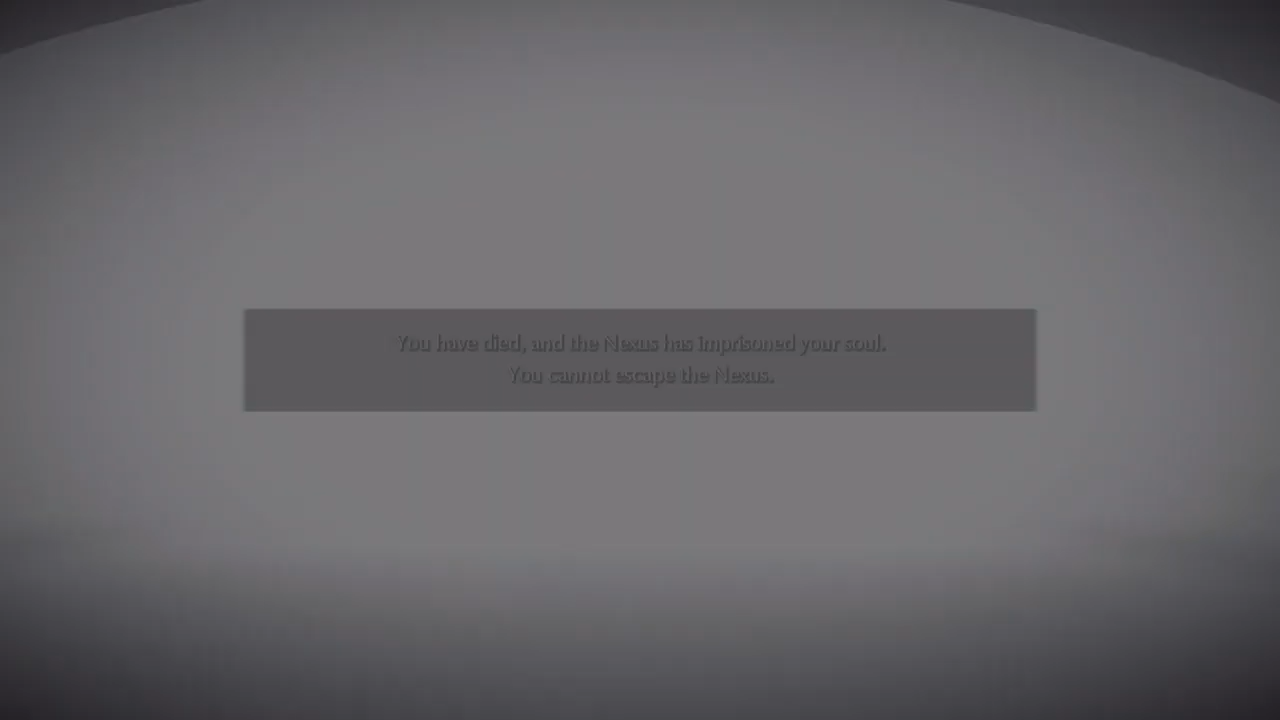 You have died, and the Nexus has imprisoned your soul.
You cannot escape the Nexus.